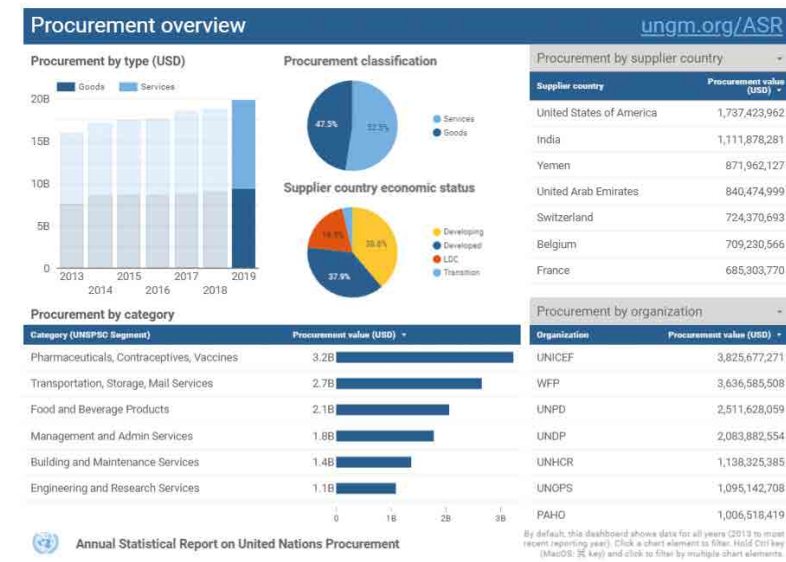 Procurement overview
ungm.org/ASR
Procurement by type (USD)
Goods
Services
20B
15B
10B
5B
0
2013
2014
2015
2016
2017
2018
2019
Procurement classification
47.5%
52.5%
Services
Goods
Supplier country economic status
38.6%
37.9%
Developing
Developed
LDC
Transition
Procurement by supplier country
Supplier country Procurement value (USD)
United States of America 1,737,423,962
India 1,111,878,281
Yemen 871,962,127
United Arab Emirates 840,474,999
Switzerland 724,370,693
Belgium 709,230,566
France 685,303,770
Procurement by category
Category (UNSPSC Segment) Procurement value (USD)
Pharmaceuticals, Contraceptives, Vaccines 3.2B
Transportation, Storage, Mail Services 2.7B
Food and Beverage Products 2.1B
Management and Admin Services 1.8B
Building and Maintenance Services 1.4B
Engineering and Research Services 1.1B
0 1B 2B 3B
Procurement by organization
Organization Procurement value (USD)
UNICEF 3,825,677,271
WFP 3,636,585,508
UNPD 2,511,628,059
UNDP 2,083,882,554
UNHCR 1,138,325,385
UNOPS 1,095,142,708
PAHO 1,006,518,419
Annual Statistical Report on United Nations Procurement
By default, this dashboard shows data for all years (2013 to most
recent reporting year). Click a chart element to filter. Hold Ctrl key
(MacOS: ⌘ key) and click to filter by multiple chart elements.